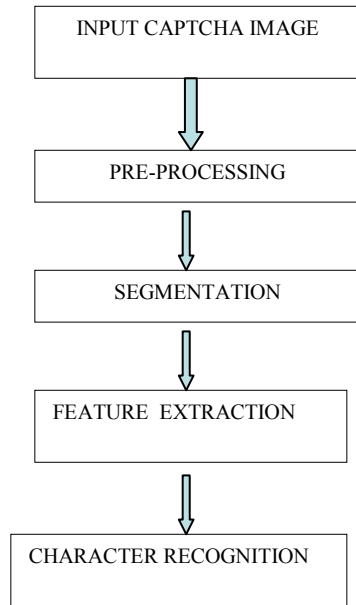 INPUT CAPTCHA IMAGE
PRE-PROCESSING
SEGMENTATION
FEATURE EXTRACTION
CHARACTER RECOGNITION